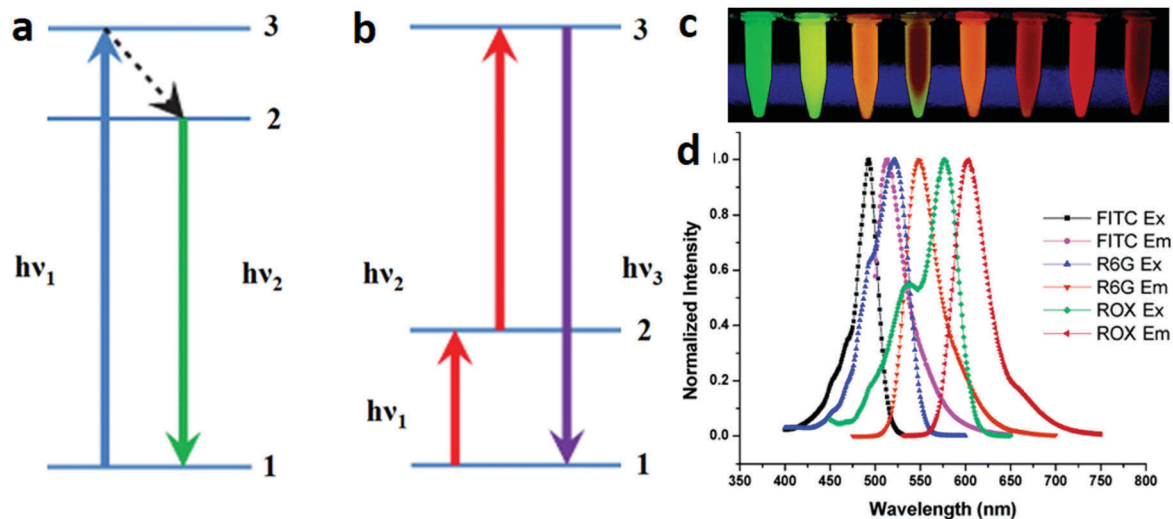 a
3
2
hν₁
hν₂
1
b
3
hν₂
hν₃
2
hν₁
1
c
d
1.0
0.8
0.6
0.4
0.2
0.0
Normalized Intensity
FITC Ex
FITC Em
R6G Ex
R6G Em
ROX Ex
ROX Em
350 400 450 500 550 600 650 700 750 800
Wavelength (nm)